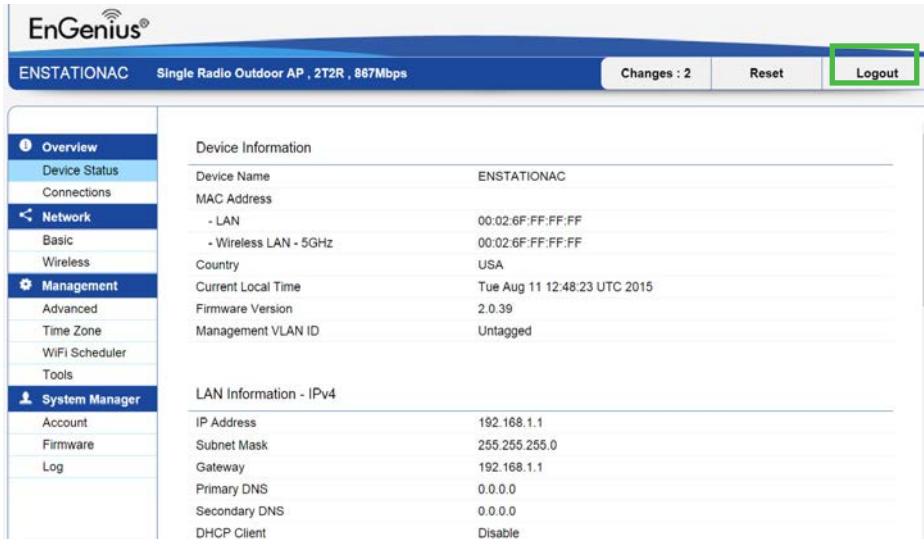 EnGenius®
ENSTATIONAC Single Radio Outdoor AP , 2T2R , 867Mbps Changes : 2 Reset Logout
Overview
Device Status
Connections
Network
Basic
Wireless
Management
Advanced
Time Zone
WiFi Scheduler
Tools
System Manager
Account
Firmware
Log
Device Information
Device Name ENSTATIONAC
MAC Address
- LAN 00:02:6F:FF:FF:FF
- Wireless LAN - 5GHz 00:02:6F:FF:FF:FF
Country USA
Current Local Time Tue Aug 11 12:48:23 UTC 2015
Firmware Version 2.0.39
Management VLAN ID Untagged
LAN Information - IPv4
IP Address 192.168.1.1
Subnet Mask 255.255.255.0
Gateway 192.168.1.1
Primary DNS 0.0.0.0
Secondary DNS 0.0.0.0
DHCP Client Disable